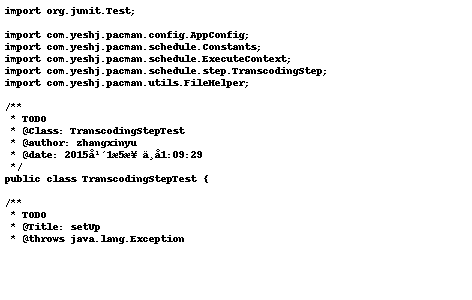 import org.junit.Test;

import com.yeshj.pacman.config.AppConfig;
import com.yeshj.pacman.schedule.Constants;
import com.yeshj.pacman.schedule.ExecuteContext;
import com.yeshj.pacman.schedule.step.TranscodingStep;
import com.yeshj.pacman.utils.FileHelper;

/**
 * TODO
 * @Class: TranscodingStepTest
 * @author: zhangxinyu
 * @date: 2015å¹´1æ5æ¥ ä¸å1:09:29
 */
public class TranscodingStepTest {

/**
 * TODO
 * @Title: setUp
 * @throws java.lang.Exception